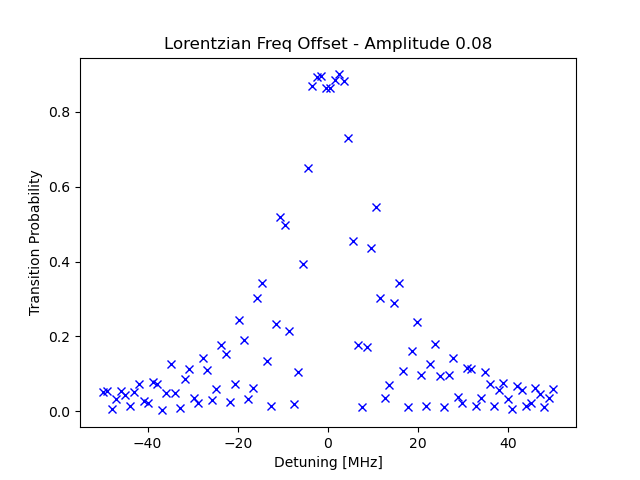 Lorentzian Freq Offset - Amplitude 0.08
Transition Probability
0.8
0.6
0.4
0.2
0.0
−40 −20 0 20 40
Detuning [MHz]